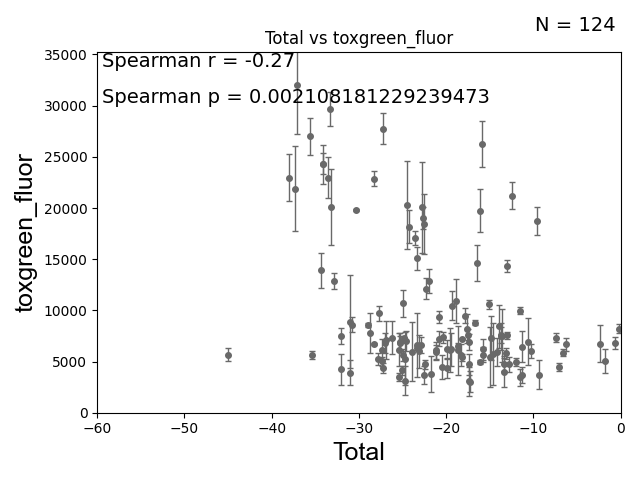 N = 124
Total vs toxgreen_fluor
Spearman r = -0.27
Spearman p = 0.002108181229239473
toxgreen_fluor
35000
30000
25000
20000
15000
10000
5000
0
−60
−50
−40
−30
−20
−10
0
Total